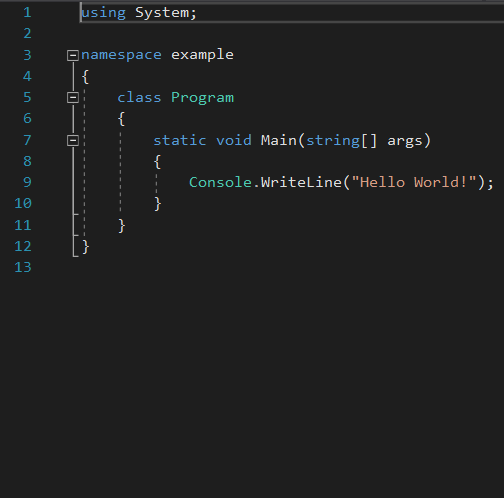 1 using System;
2
3 namespace example
4 {
5 class Program
6 {
7 static void Main(string[] args)
8 {
9 Console.WriteLine("Hello World!");
10 }
11 }
12 }
13